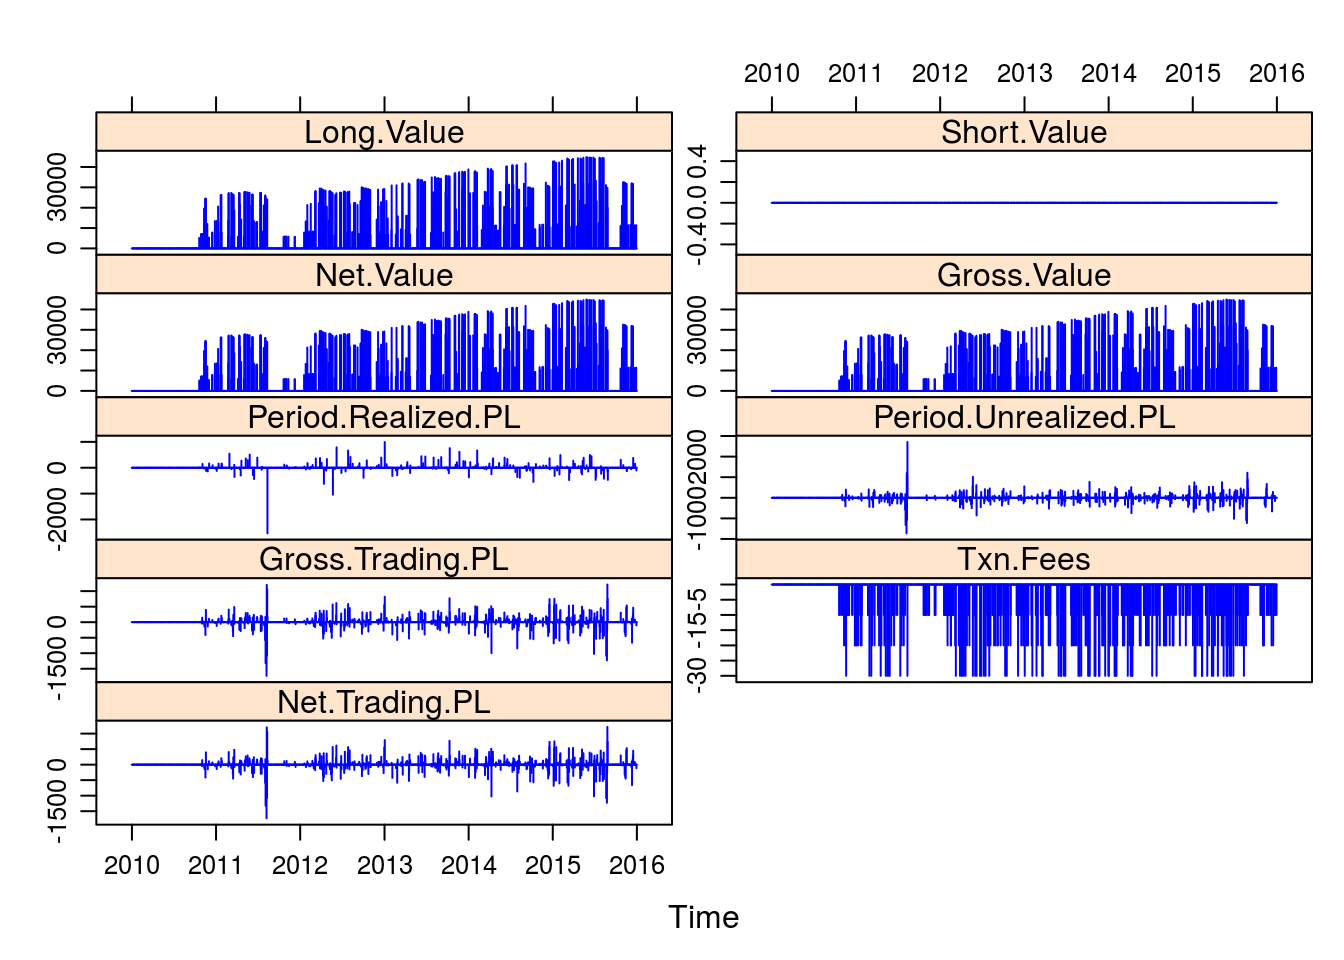 2010 2011 2012 2013 2014 2015 2016
Long.Value
0 30000
Short.Value
-0.4 0.0 0.4
Net.Value
0 30000
Gross.Value
0 30000
Period.Realized.PL
-2000 0
Period.Unrealized.PL
-1000 2000
Gross.Trading.PL
-1500 0
Txn.Fees
-30 -15 -5
Net.Trading.PL
-1500 0
2010 2011 2012 2013 2014 2015 2016
Time